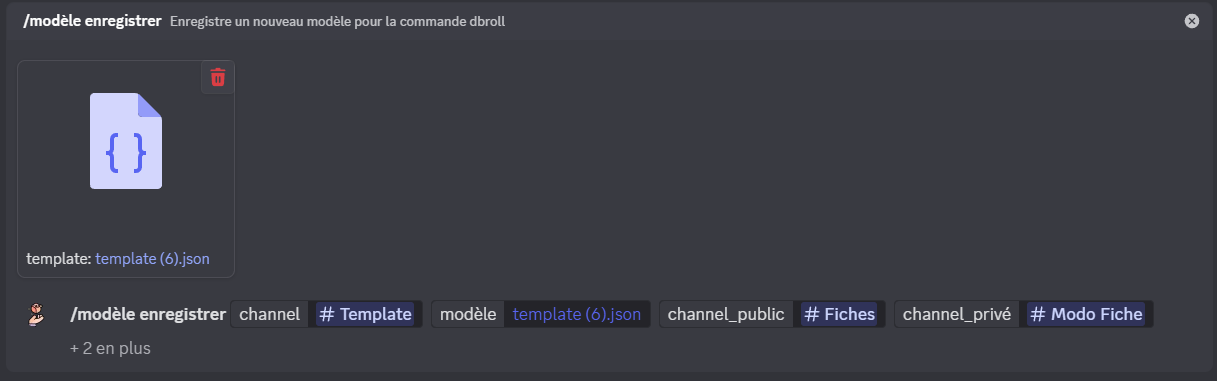 /modèle enregistrer Enregistre un nouveau modèle pour la commande dbroll
{ }
template: template (6).json
/modèle enregistrer channel # Template modèle template (6).json channel_public # Fiches channel_privé # Modo Fiche
+ 2 en plus